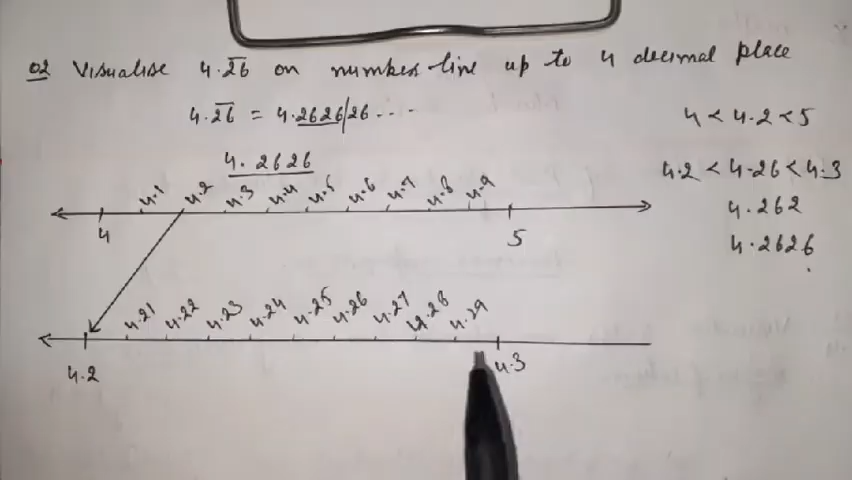 Q2 Visualise 4.2̅6̅ on number line up to 4 decimal place
4.2̅6̅ = 4.2626/26 ....
4 < 4.2 < 5
4.2626
4.2 < 4.26 < 4.3
4.1 4.2 4.3 4.4 4.5 4.6 4.7 4.8 4.9
4.262
4 5
4.2626
4.21 4.22 4.23 4.24 4.25 4.26 4.27 4.28 4.29
4.2 4.3